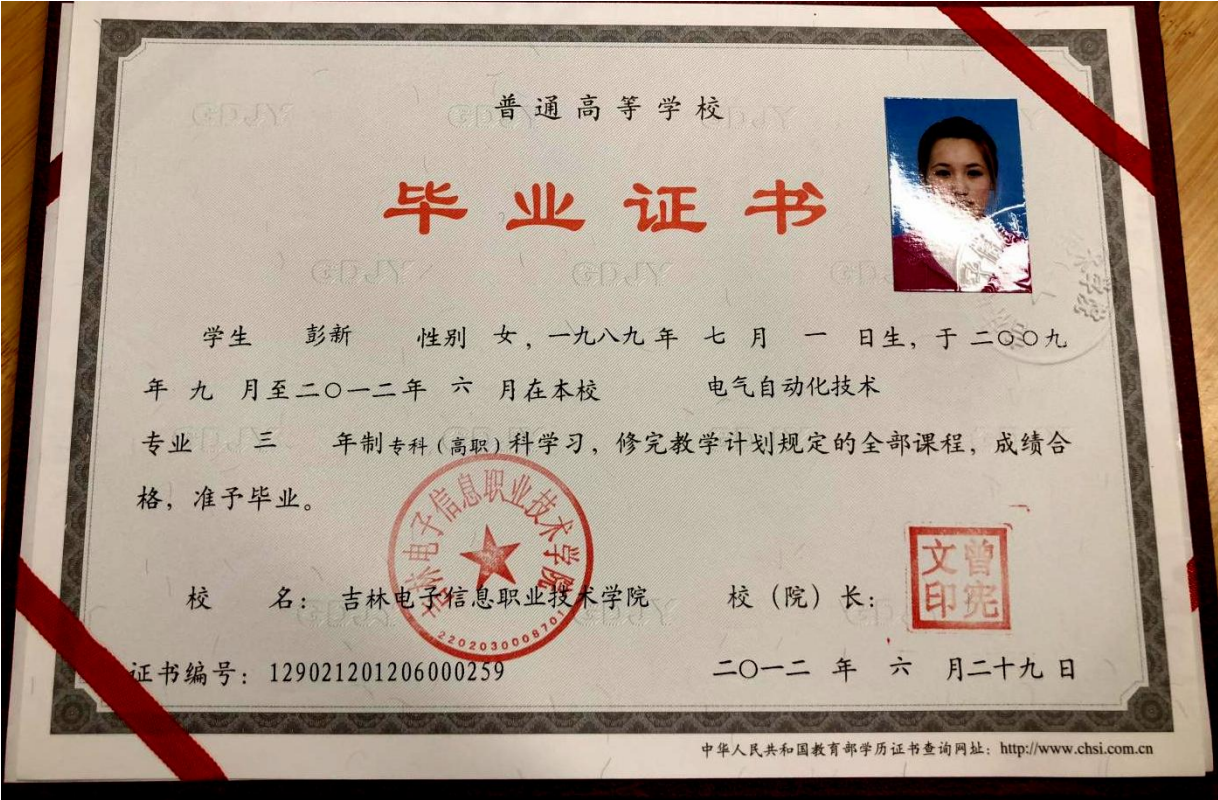 普通高等学校
毕业证书
学生 彭新 性别 女，一九八九年 七 月 一 日生，于二〇〇九
年 九 月至二〇一二年 六 月在本校 电气自动化技术
专业 三 年制专科（高职）科学习，修完教学计划规定的全部课程，成绩合
格，准予毕业。
校 名：吉林电子信息职业技术学院 校（院）长：
曾宪文印
吉林电子信息职业技术学院
2202030008701
证书编号：129021201206000259 二〇一二 年 六 月二十九日
中华人民共和国教育部学历证书查询网址：http://www.chsi.com.cn
GDJY